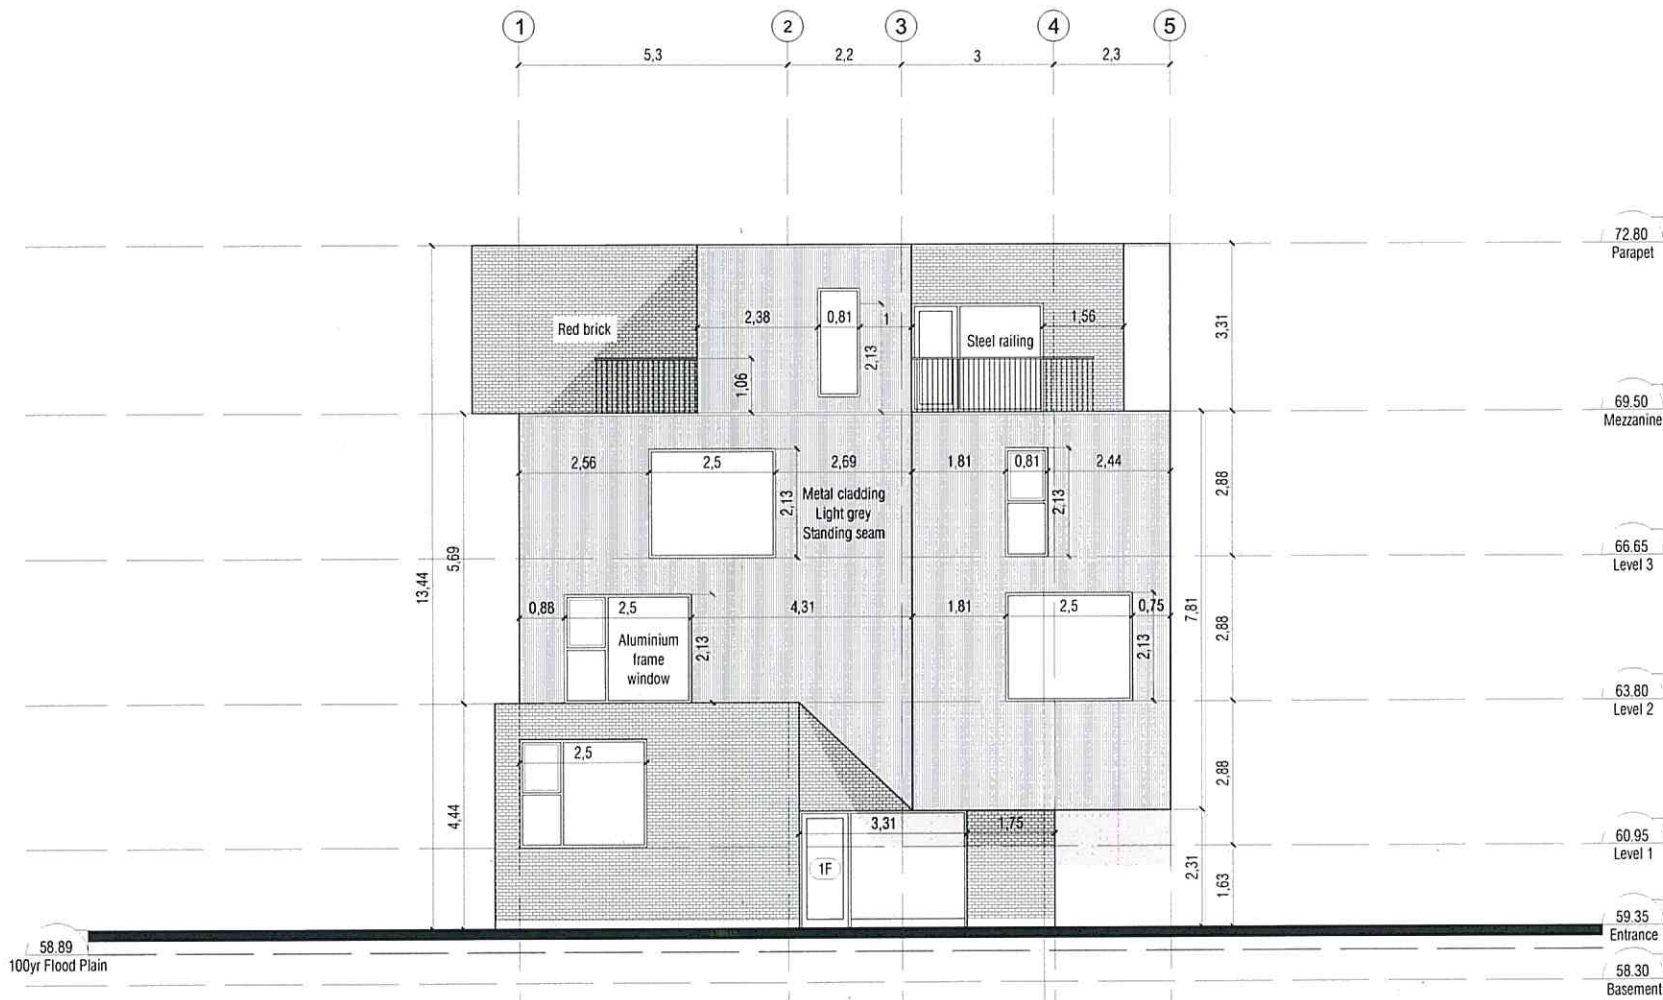 1 2 3 4 5
5,3 2,2 3 2,3
72.80
Parapet
3,31
Red brick
2,38 0,81 1
2,13
1,06
Steel railing
1,56
69.50
Mezzanine
2,56 2,5 2,69 1,81 0,81 2,44
2,13
2,13
2,88
Metal cladding
Light grey
Standing seam
66.65
Level 3
13,44
5,69
0,88 2,5 4,31 1,81 2,5 0,75
2,13
2,13
7,81
2,88
Aluminium
frame
window
63.80
Level 2
2,5
2,88
4,44
3,31 1,75
60.95
Level 1
1F
2,31
1,63
59.35
Entrance
58.89
100yr Flood Plain
58.30
Basement